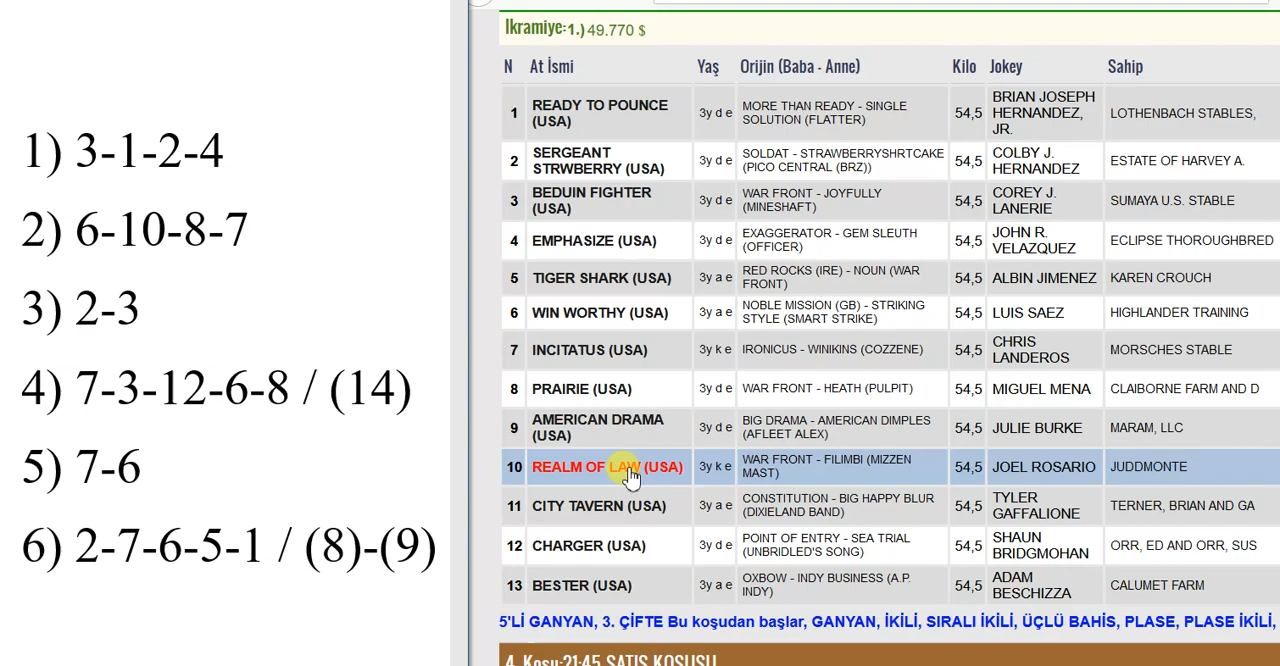 1) 3-1-2-4
2) 6-10-8-7
3) 2-3
4) 7-3-12-6-8 / (14)
5) 7-6
6) 2-7-6-5-1 / (8)-(9)
İkramiye:1.) 49.770 $
N At İsmi Yaş Orijin (Baba - Anne) Kilo Jokey Sahip
1 READY TO POUNCE (USA) 3y d e MORE THAN READY - SINGLE SOLUTION (FLATTER) 54,5 BRIAN JOSEPH HERNANDEZ, JR. LOTHENBACH STABLES,
2 SERGEANT STRWBERRY (USA) 3y d e SOLDAT - STRAWBERRYSHRTCAKE (PICO CENTRAL (BRZ)) 54,5 COLBY J. HERNANDEZ ESTATE OF HARVEY A.
3 BEDUIN FIGHTER (USA) 3y d e WAR FRONT - JOYFULLY (MINESHAFT) 54,5 COREY J. LANERIE SUMAYA U.S. STABLE
4 EMPHASIZE (USA) 3y d e EXAGGERATOR - GEM SLEUTH (OFFICER) 54,5 JOHN R. VELAZQUEZ ECLIPSE THOROUGHBRED
5 TIGER SHARK (USA) 3y a e RED ROCKS (IRE) - NOUN (WAR FRONT) 54,5 ALBIN JIMENEZ KAREN CROUCH
6 WIN WORTHY (USA) 3y a e NOBLE MISSION (GB) - STRIKING STYLE (SMART STRIKE) 54,5 LUIS SAEZ HIGHLANDER TRAINING
7 INCITATUS (USA) 3y k e IRONICUS - WINIKINS (COZZENE) 54,5 CHRIS LANDEROS MORSCHES STABLE
8 PRAIRIE (USA) 3y d e WAR FRONT - HEATH (PULPIT) 54,5 MIGUEL MENA CLAIBORNE FARM AND D
9 AMERICAN DRAMA (USA) 3y d e BIG DRAMA - AMERICAN DIMPLES (AFLEET ALEX) 54,5 JULIE BURKE MARAM, LLC
10 REALM OF LAW (USA) 3y k e WAR FRONT - FILIMBI (MIZZEN MAST) 54,5 JOEL ROSARIO JUDDMONTE
11 CITY TAVERN (USA) 3y a e CONSTITUTION - BIG HAPPY BLUR (DIXIELAND BAND) 54,5 TYLER GAFFALIONE TERNER, BRIAN AND GA
12 CHARGER (USA) 3y d e POINT OF ENTRY - SEA TRIAL (UNBRIDLED'S SONG) 54,5 SHAUN BRIDGMOHAN ORR, ED AND ORR, SUS
13 BESTER (USA) 3y a e OXBOW - INDY BUSINESS (A.P. INDY) 54,5 ADAM BESCHIZZA CALUMET FARM
5'Lİ GANYAN, 3. ÇİFTE Bu koşudan başlar, GANYAN, İKİLİ, SIRALI İKİLİ, ÜÇLÜ BAHİS, PLASE, PLASE İKİLİ,
4. Koşu:21:45 SATIŞ KOŞUSU